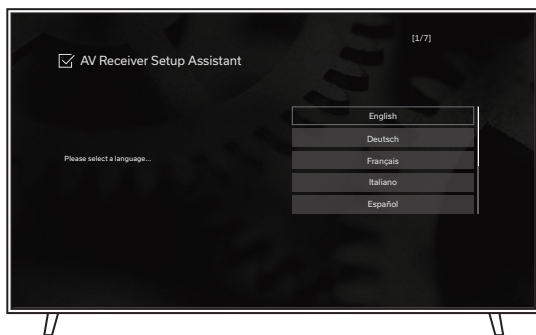 [1/7]
AV Receiver Setup Assistant
Please select a language...
English
Deutsch
Français
Italiano
Español